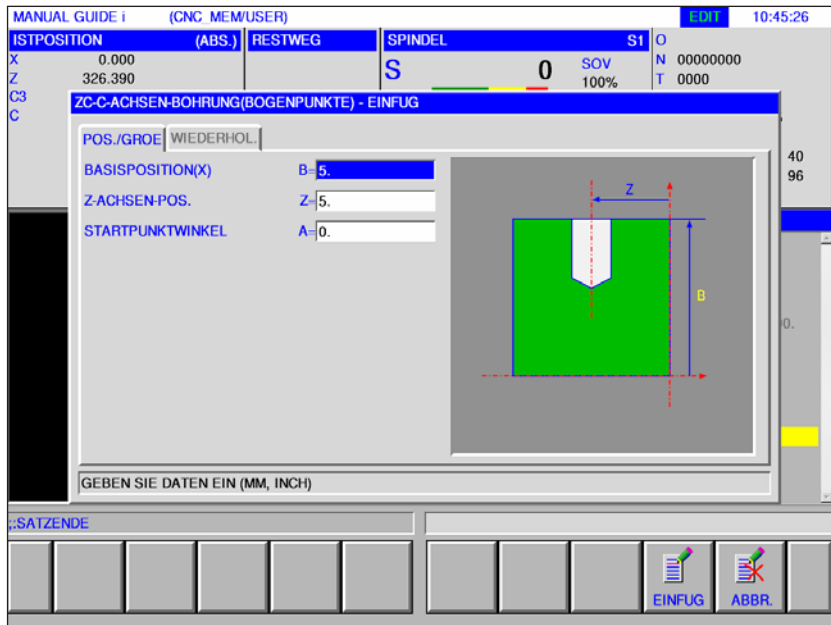 MANUAL GUIDE i (CNC_MEM/USER) EDIT 10:45:26
ISTPOSITION (ABS.) RESTWEG SPINDEL S1 O
X 0.000 S 0 SOV N 00000000
Z 326.390 100% T 0000
C3
C
ZC-C-ACHSEN-BOHRUNG(BOGENPUNKTE) - EINFUG
POS./GROE WIEDERHOL.
BASISPOSITION(X) B=5.
Z-ACHSEN-POS. Z=5.
STARTPUNKTWINKEL A=0.
Z
B
40
96
0.
GEBEN SIE DATEN EIN (MM, INCH)
;;SATZENDE
EINFUG ABBR.